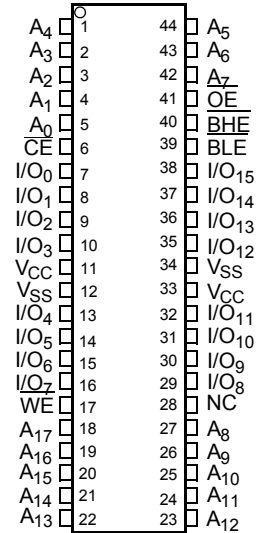 A4 1 44 A5
A3 2 43 A6
A2 3 42 A7
A1 4 41 OE
A0 5 40 BHE
CE 6 39 BLE
I/O0 7 38 I/O15
I/O1 8 37 I/O14
I/O2 9 36 I/O13
I/O3 10 35 I/O12
VCC 11 34 VSS
VSS 12 33 VCC
I/O4 13 32 I/O11
I/O5 14 31 I/O10
I/O6 15 30 I/O9
I/O7 16 29 I/O8
WE 17 28 NC
A17 18 27 A8
A16 19 26 A9
A15 20 25 A10
A14 21 24 A11
A13 22 23 A12